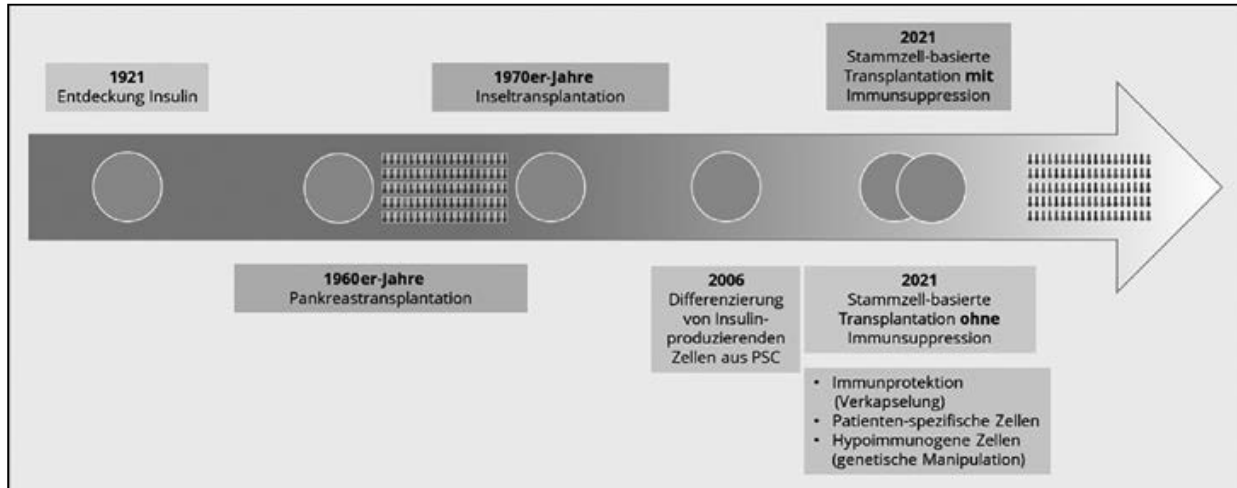 1921
Entdeckung Insulin
1970er-Jahre
Inseltransplantation
2021
Stammzell-basierte
Transplantation mit
Immunsuppression
1960er-Jahre
Pankreastransplantation
2006
Differenzierung
von Insulin-
produzierenden
Zellen aus PSC
2021
Stammzell-basierte
Transplantation ohne
Immunsuppression
• Immunprotektion
(Verkapselung)
• Patienten-spezifische Zellen
• Hypoimmunogene Zellen
(genetische Manipulation)